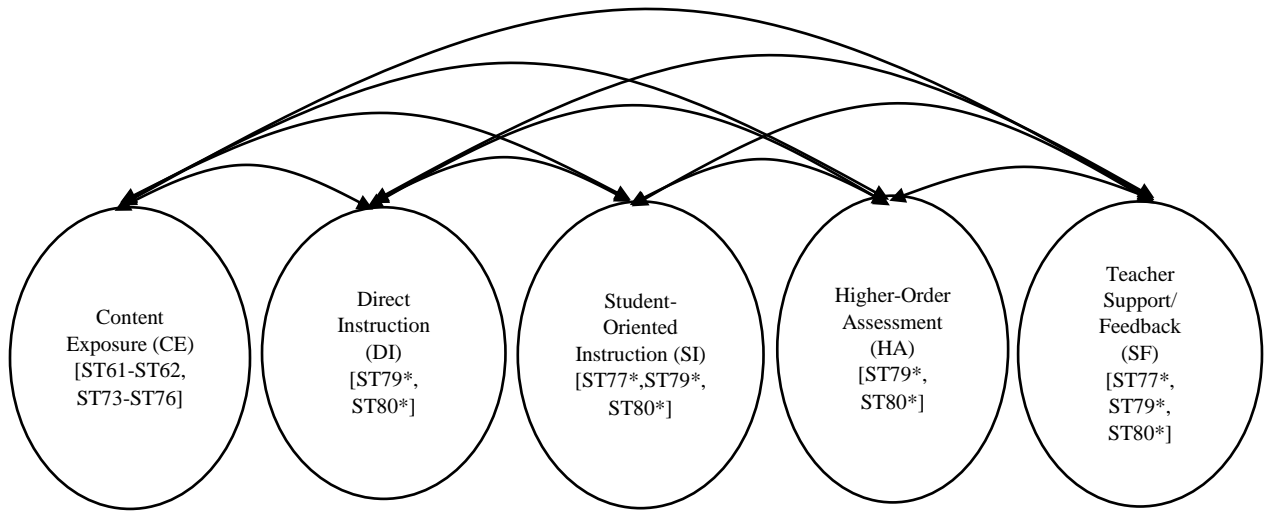 Content
Exposure (CE)
[ST61-ST62,
ST73-ST76]
Direct
Instruction
(DI)
[ST79*,
ST80*]
Student-
Oriented
Instruction (SI)
[ST77*,ST79*,
ST80*]
Higher-Order
Assessment
(HA)
[ST79*,
ST80*]
Teacher
Support/
Feedback
(SF)
[ST77*,
ST79*,
ST80*]